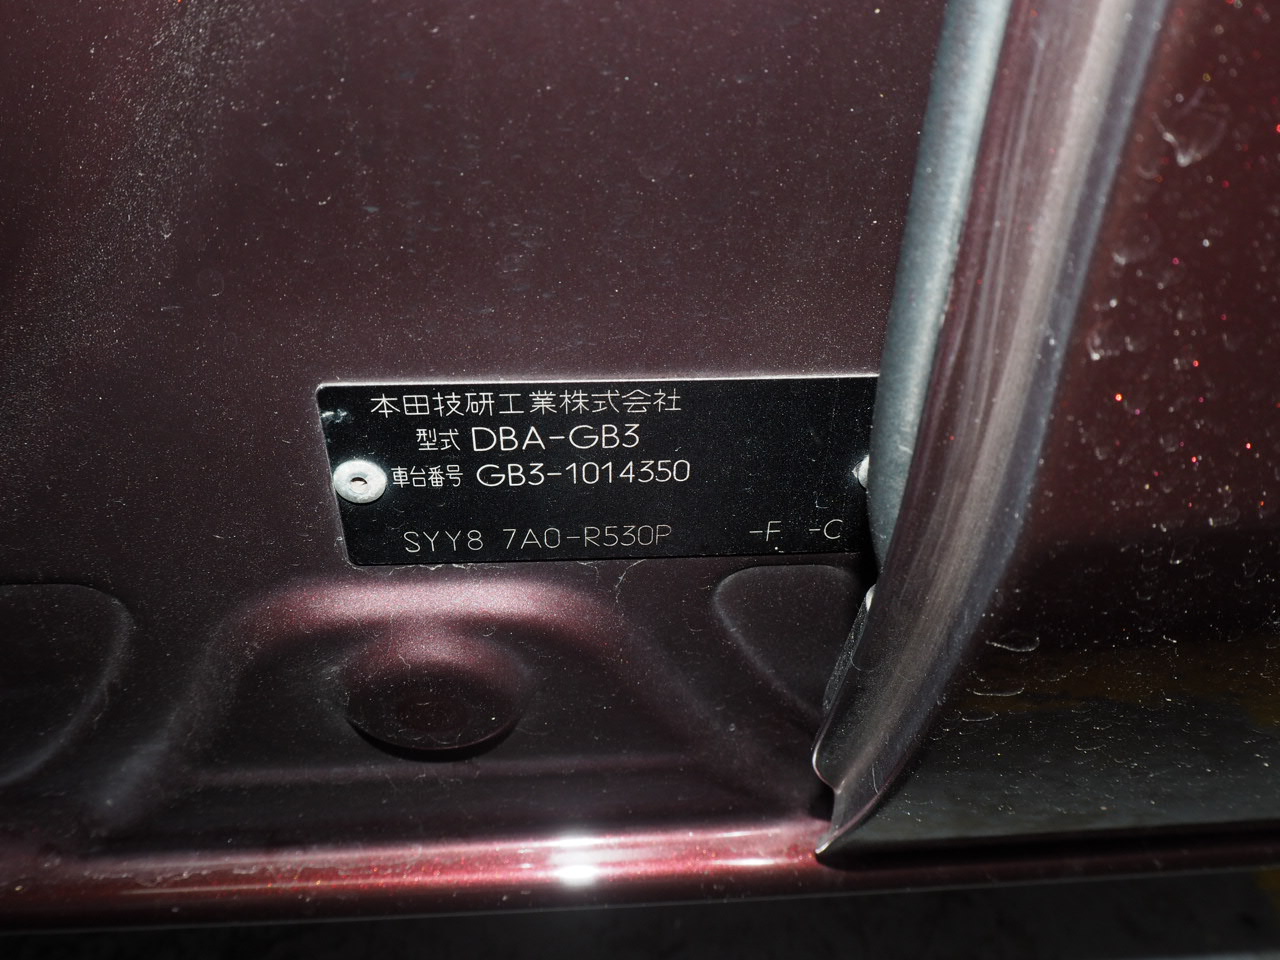 本田技研工業株式会社
型式 DBA-GB3
車台番号 GB3-1014350
SYY8 7A0-R530P -F -C